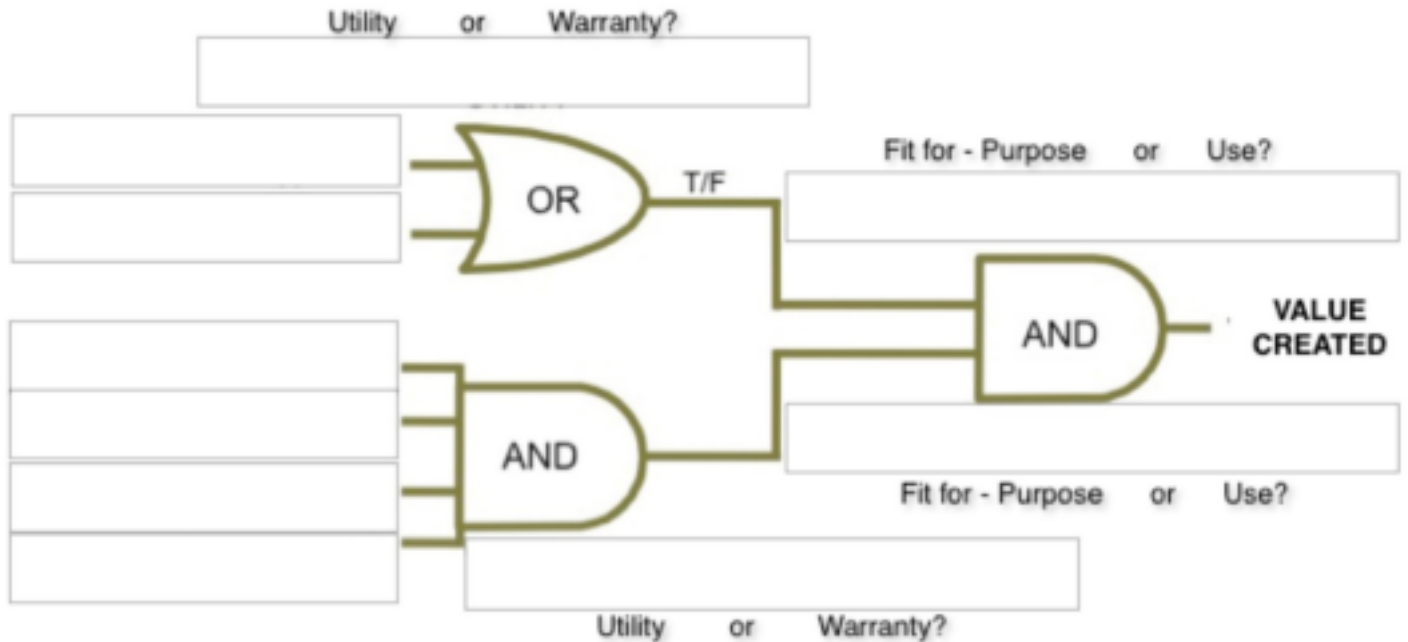 Utility or Warranty?
Fit for - Purpose or Use?
T/F
OR
VALUE
CREATED
AND
AND
Fit for - Purpose or Use?
Utility or Warranty?